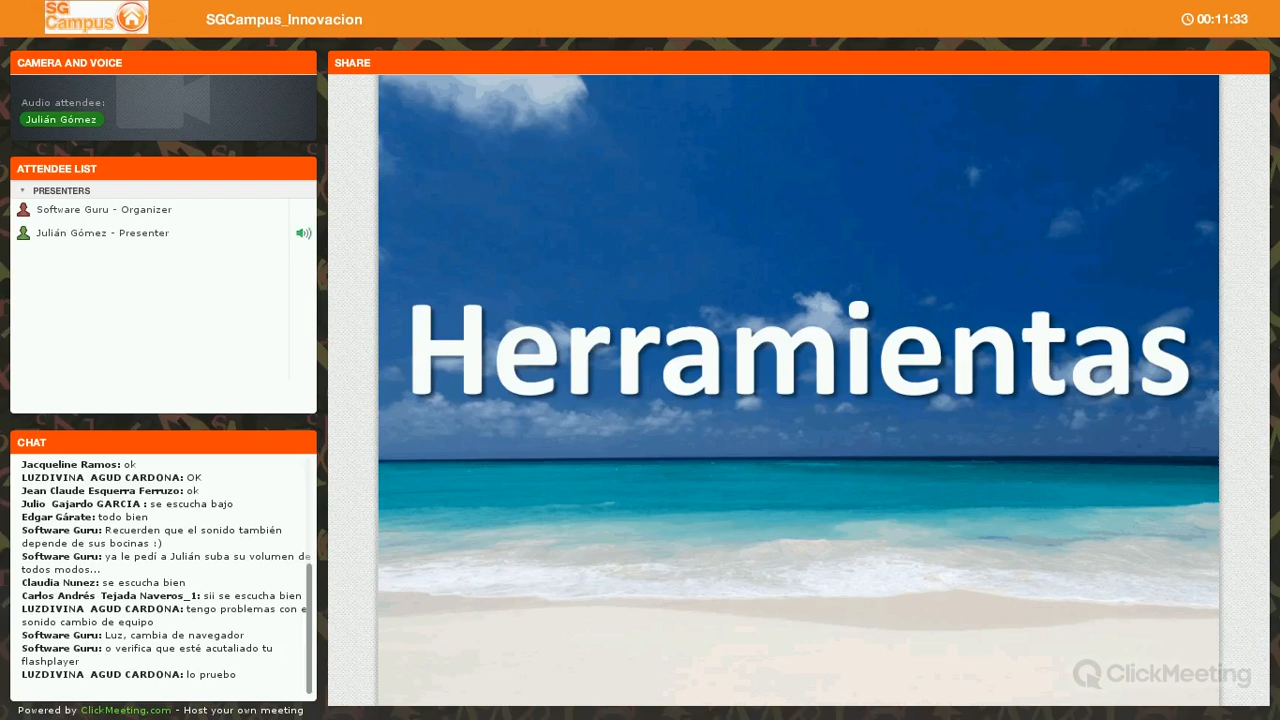 SG
Campus
SGCampus_Innovacion
00:11:33
CAMERA AND VOICE
Audio attendee:
Julián Gómez
ATTENDEE LIST
PRESENTERS
Software Guru - Organizer
Julián Gómez - Presenter
CHAT
Jacqueline Ramos: ok
LUZDIVINA AGUD CARDONA: OK
Jean Claude Esquerra Ferruzo: ok
Julio Gajardo GARCIA : se escucha bajo
Edgar Gárate: todo bien
Software Guru: Recuerden que el sonido también
depende de sus bocinas :)
Software Guru: ya le pedí a Julián suba su volumen de
todos modos...
Claudia Nunez: se escucha bien
Carlos Andrés Tejada Naveros_1: sii se escucha bien
LUZDIVINA AGUD CARDONA: tengo problemas con e
sonido cambio de equipo
Software Guru: Luz, cambia de navegador
Software Guru: o verifica que esté acutaliado tu
flashplayer
LUZDIVINA AGUD CARDONA: lo pruebo
Powered by ClickMeeting.com - Host your own meeting
SHARE
Herramientas
ClickMeeting